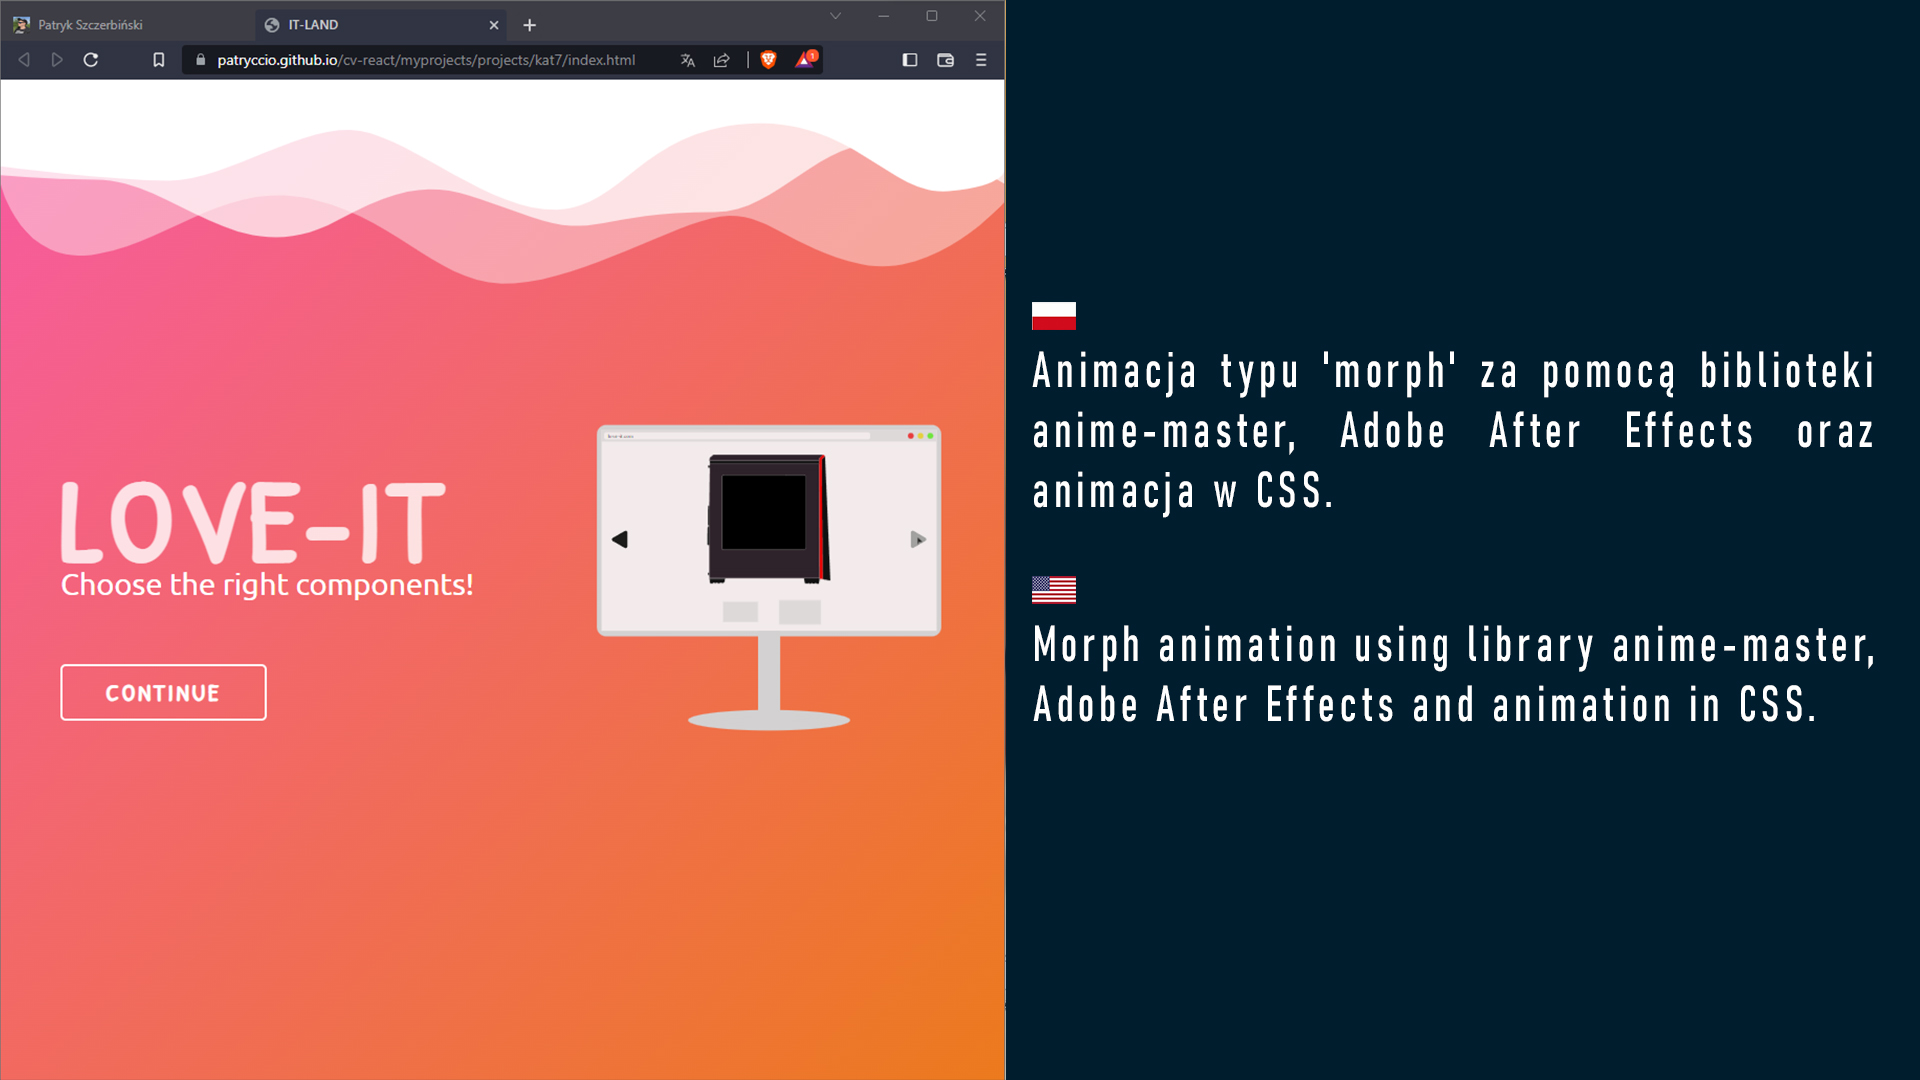 Patryk Szczerbiński
IT-LAND
patryccio.github.io/cv-react/myprojects/projects/kat7/index.html
1
LOVE-IT
Choose the right components!
CONTINUE
Animacja typu 'morph' za pomocą biblioteki
anime-master, Adobe After Effects oraz
animacja w CSS.
Morph animation using library anime-master,
Adobe After Effects and animation in CSS.